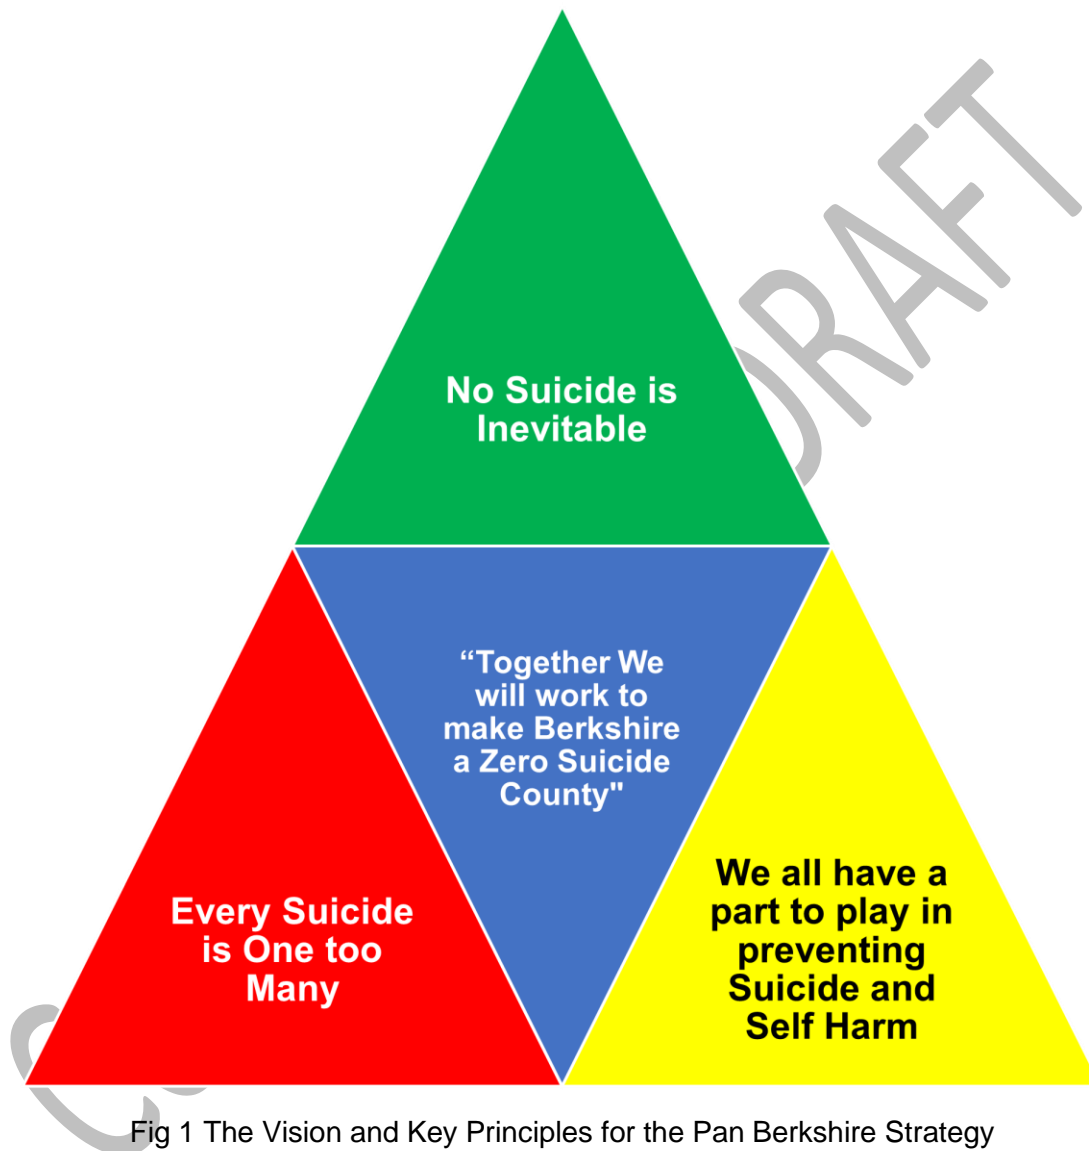 No Suicide is
Inevitable
“Together We
will work to
make Berkshire
a Zero Suicide
County"
Every Suicide
is One too
Many
We all have a
part to play in
preventing
Suicide and
Self Harm
DRAFT
Fig 1 The Vision and Key Principles for the Pan Berkshire Strategy